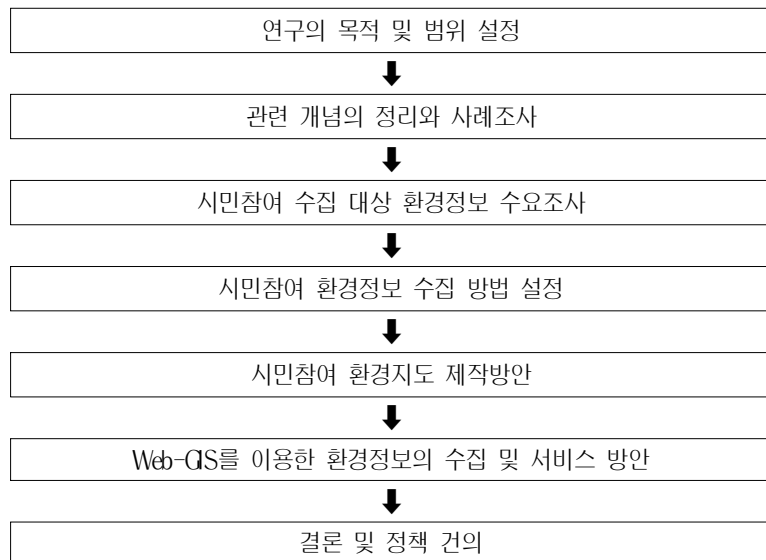 연구의 목적 및 범위 설정
관련 개념의 정리와 사례조사
시민참여 수집 대상 환경정보 수요조사
시민참여 환경정보 수집 방법 설정
시민참여 환경지도 제작방안
Web-GIS를 이용한 환경정보의 수집 및 서비스 방안
결론 및 정책 건의